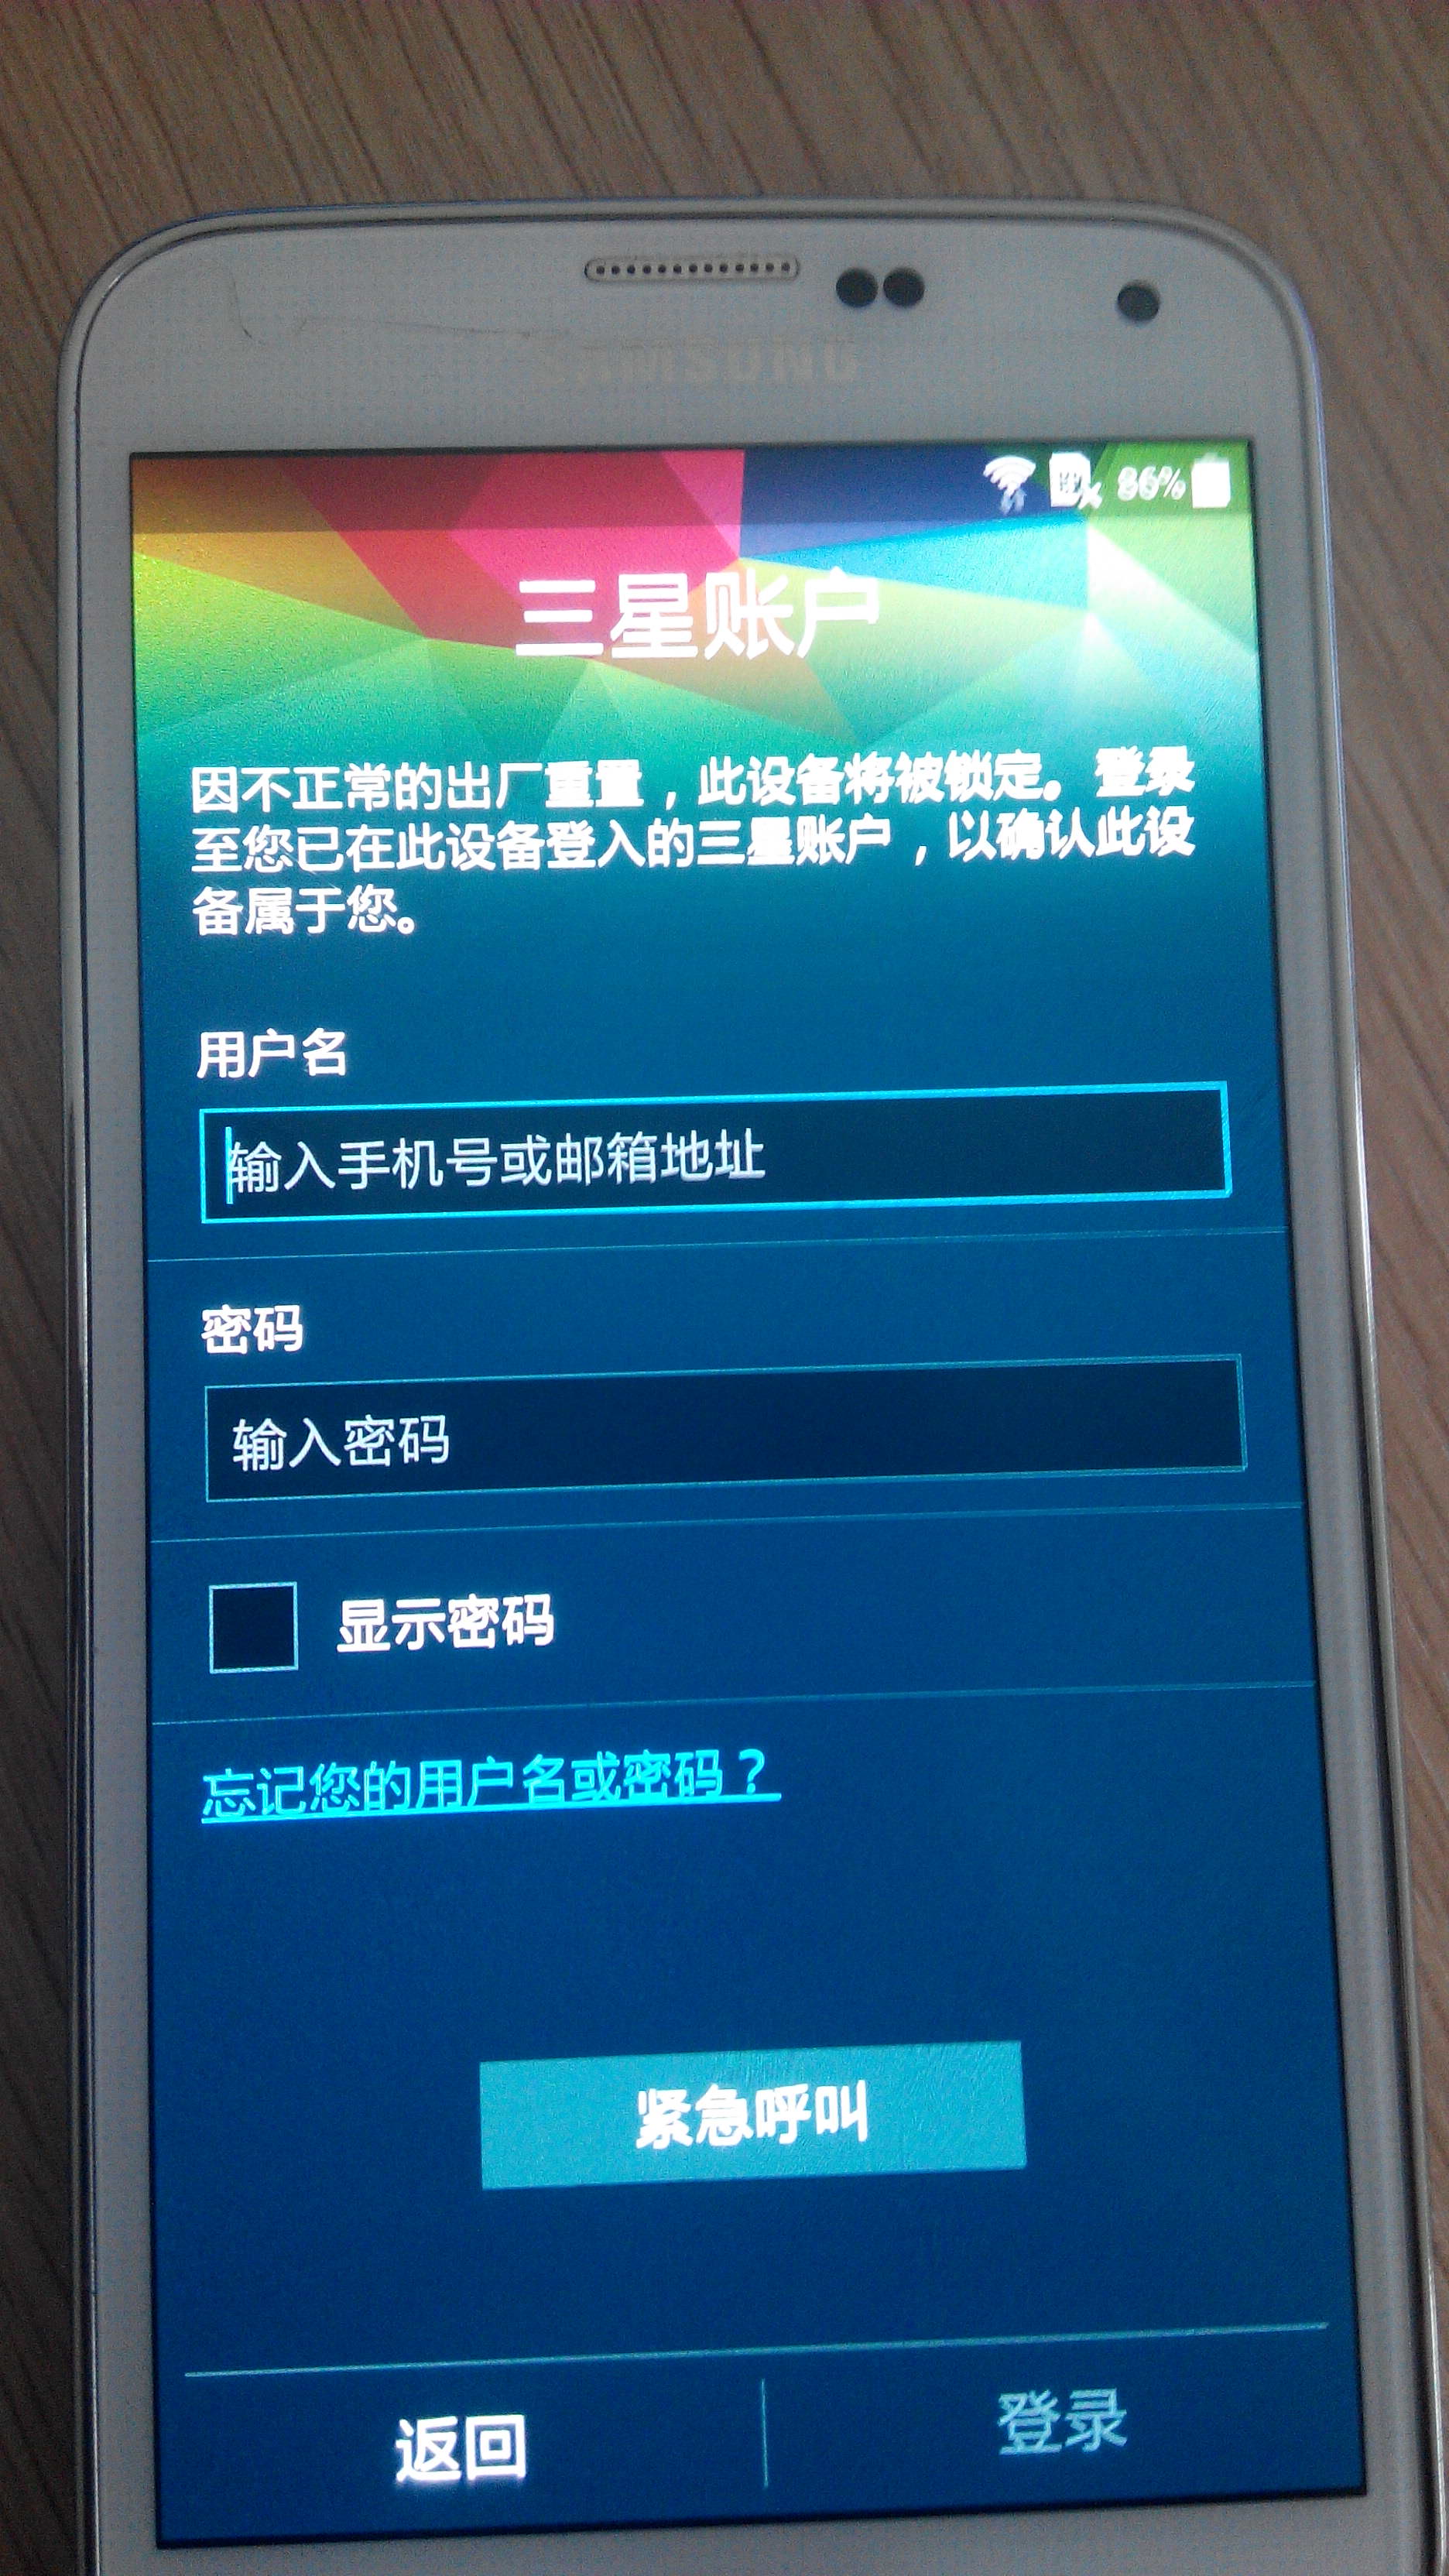 SAMSUNG
86%
三星账户
因不正常的出厂重置，此设备将被锁定。登录
至您已在此设备登入的三星账户，以确认此设
备属于您。
用户名
输入手机号或邮箱地址
密码
输入密码
显示密码
忘记您的用户名或密码？
紧急呼叫
返回
登录